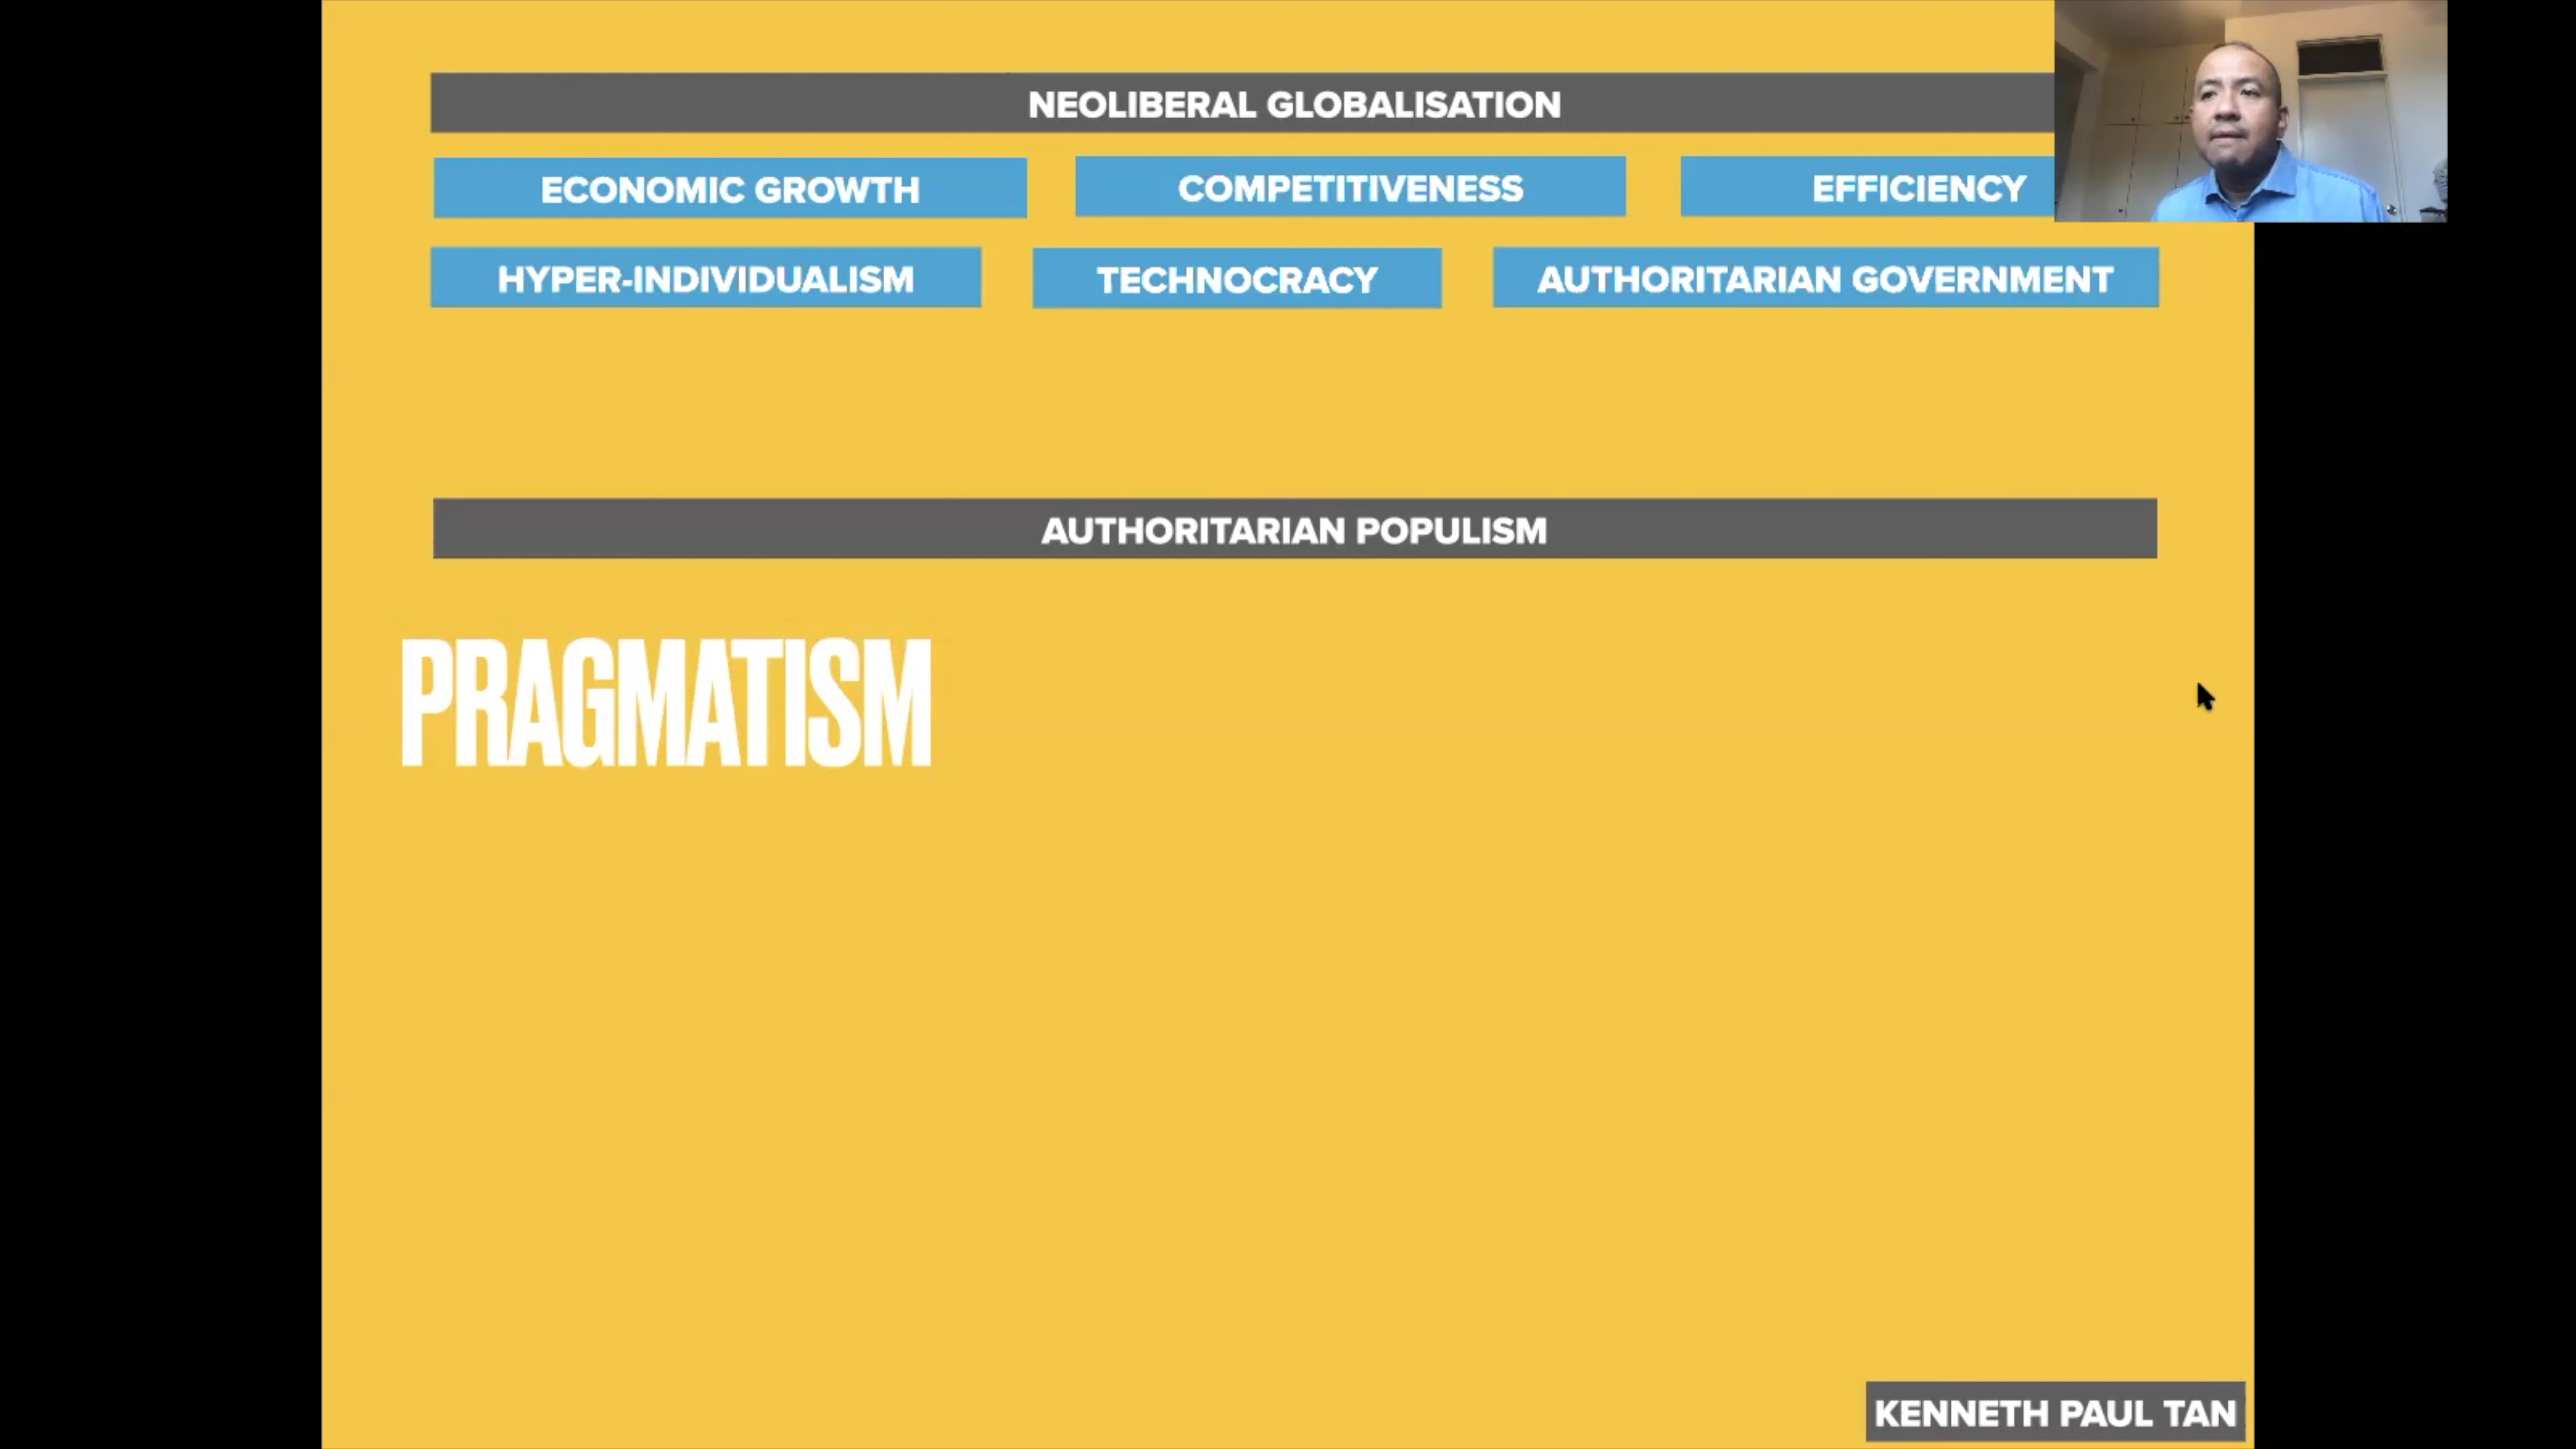 NEOLIBERAL GLOBALISATION
ECONOMIC GROWTH COMPETITIVENESS EFFICIENCY
HYPER-INDIVIDUALISM TECHNOCRACY AUTHORITARIAN GOVERNMENT
AUTHORITARIAN POPULISM
PRAGMATISM
KENNETH PAUL TAN